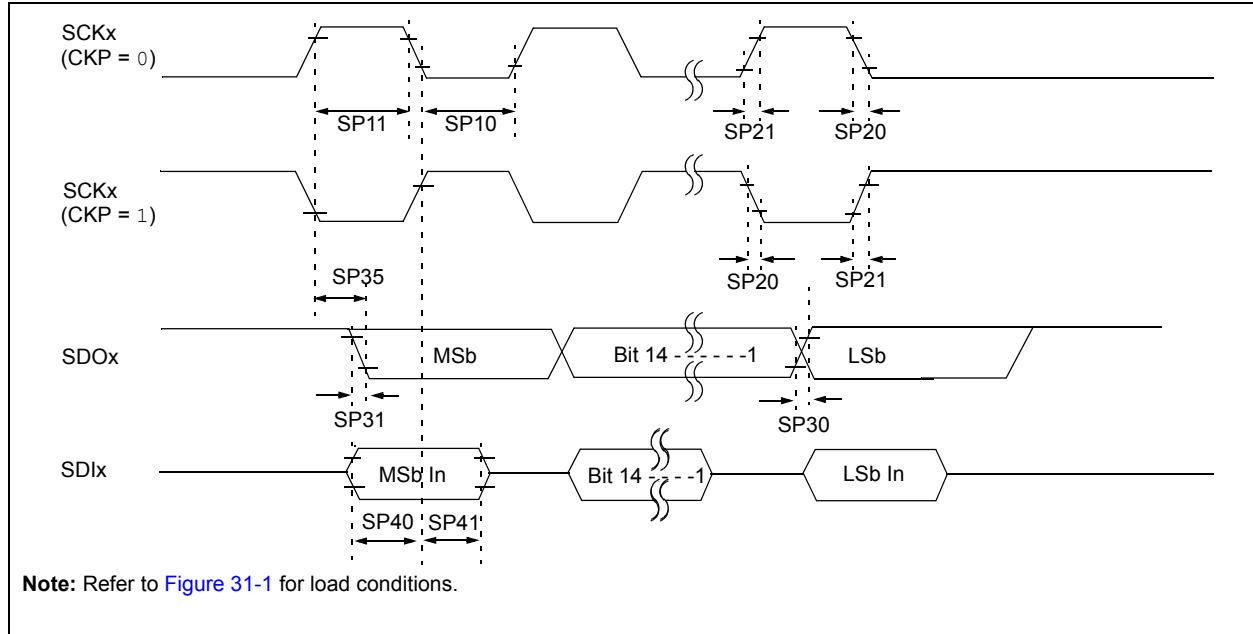 SCKx
(CKP = 0)
SP11
SP10
SP21
SP20
SCKx
(CKP = 1)
SP35
SP20
SP21
SDOx
MSb
Bit 14 - - - - - -1
LSb
SP31
SP30
SDIx
MSb In
Bit 14 - - - -1
LSb In
SP40
SP41
Note: Refer to Figure 31-1 for load conditions.